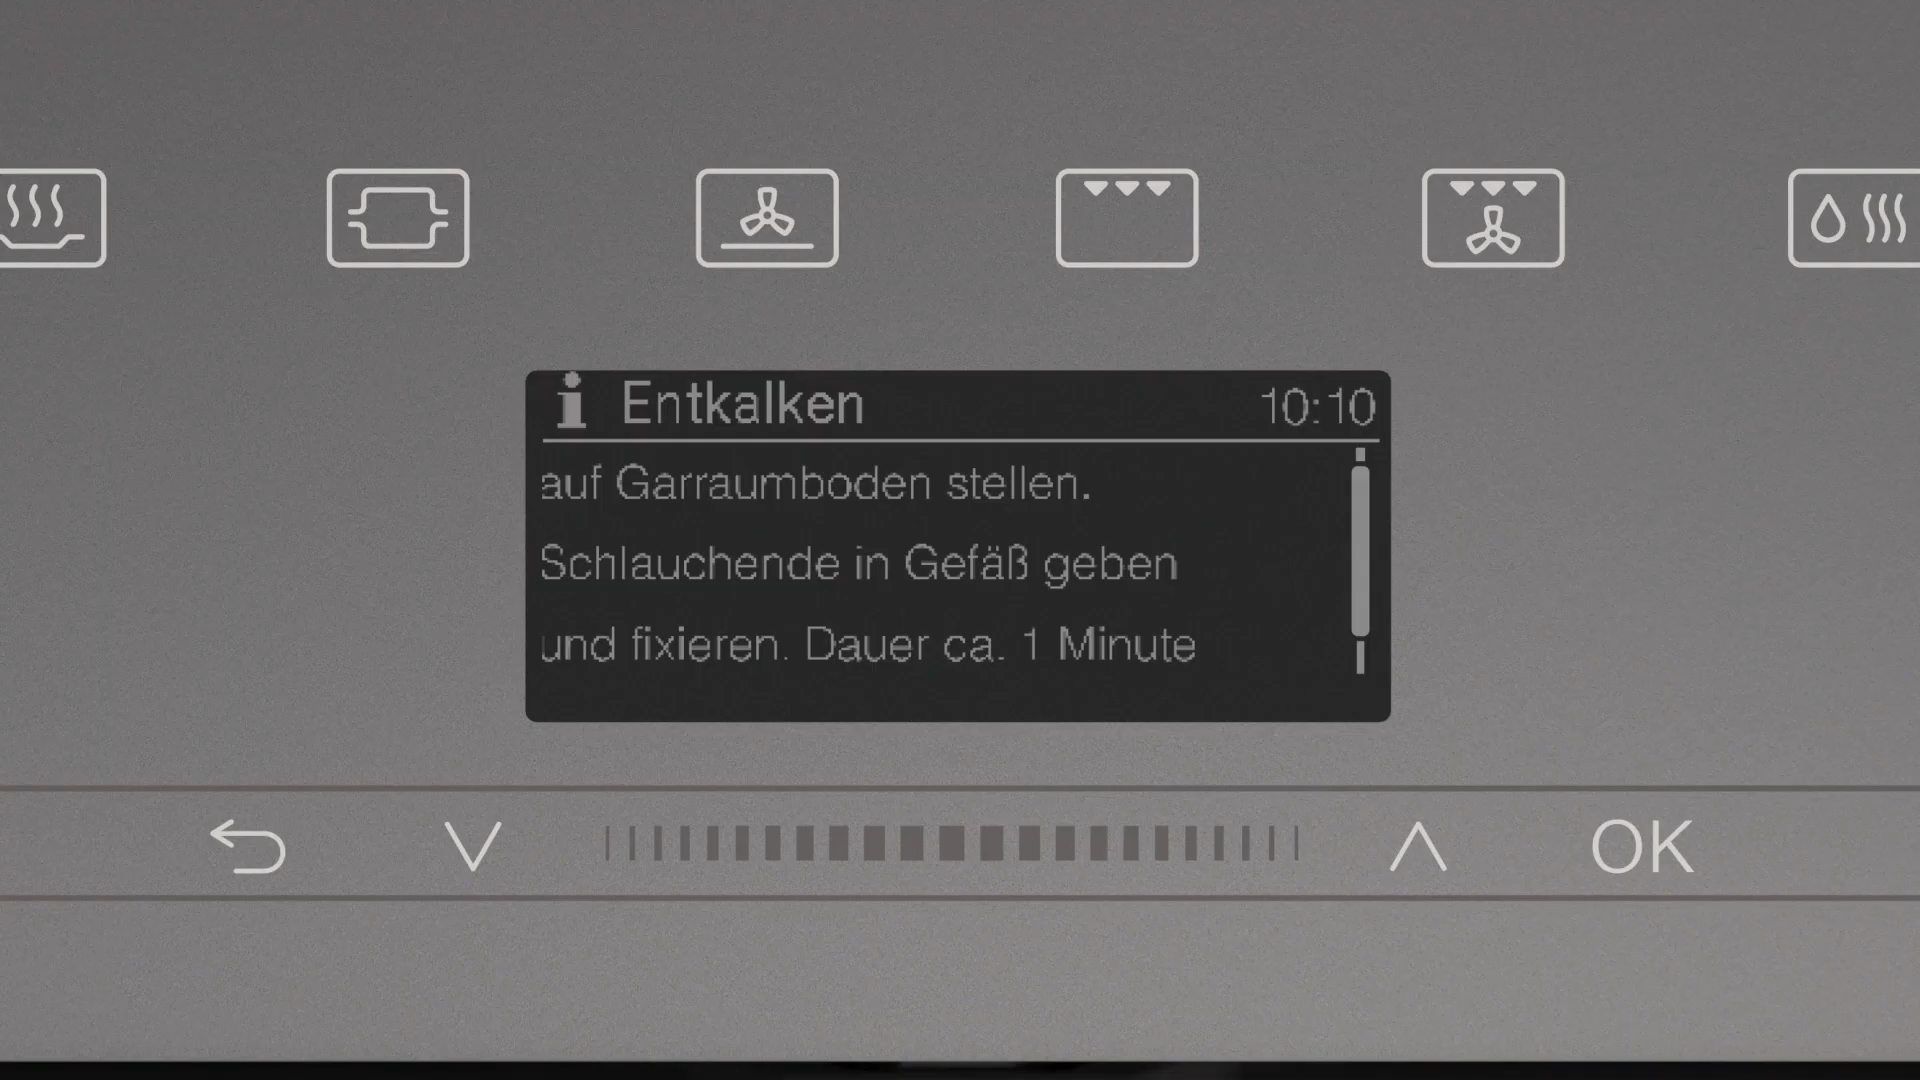 i Entkalken 10:10
auf Garraumboden stellen.
Schlauchende in Gefäß geben
und fixieren. Dauer ca. 1 Minute
OK